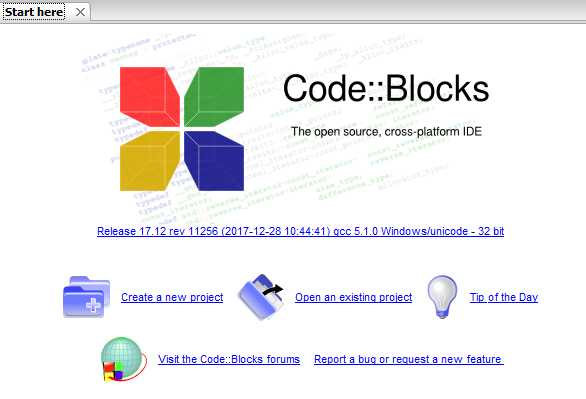 Start here
Code::Blocks
The open source, cross-platform IDE
Release 17.12 rev 11256 (2017-12-28 10:44:41) gcc 5.1.0 Windows/unicode - 32 bit
Create a new project
Open an existing project
Tip of the Day
Visit the Code::Blocks forums
Report a bug or request a new feature